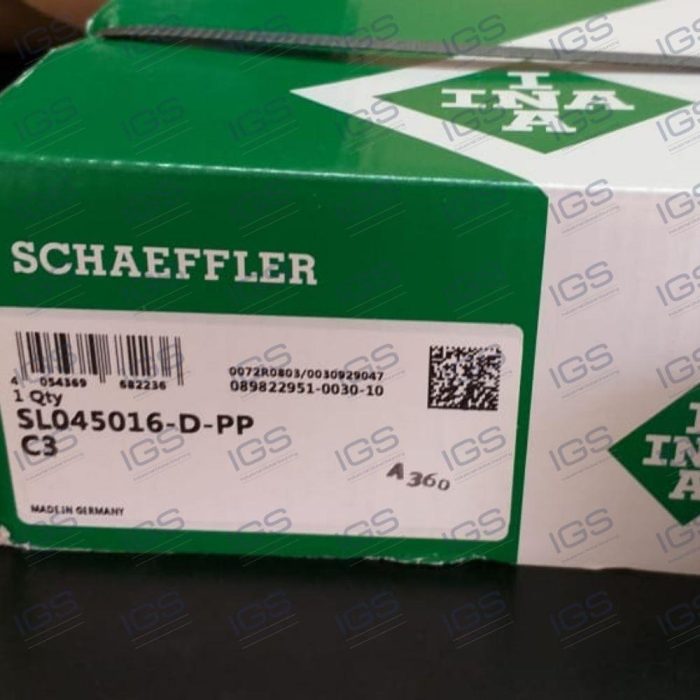 I
INA
A
SCHAEFFLER
4 054369 682236
0072R0803/0030929047
089822951-0030-10
1 Qty
SL045016-D-PP
C3
A360
MADE IN GERMANY
I
IN
A
IGS